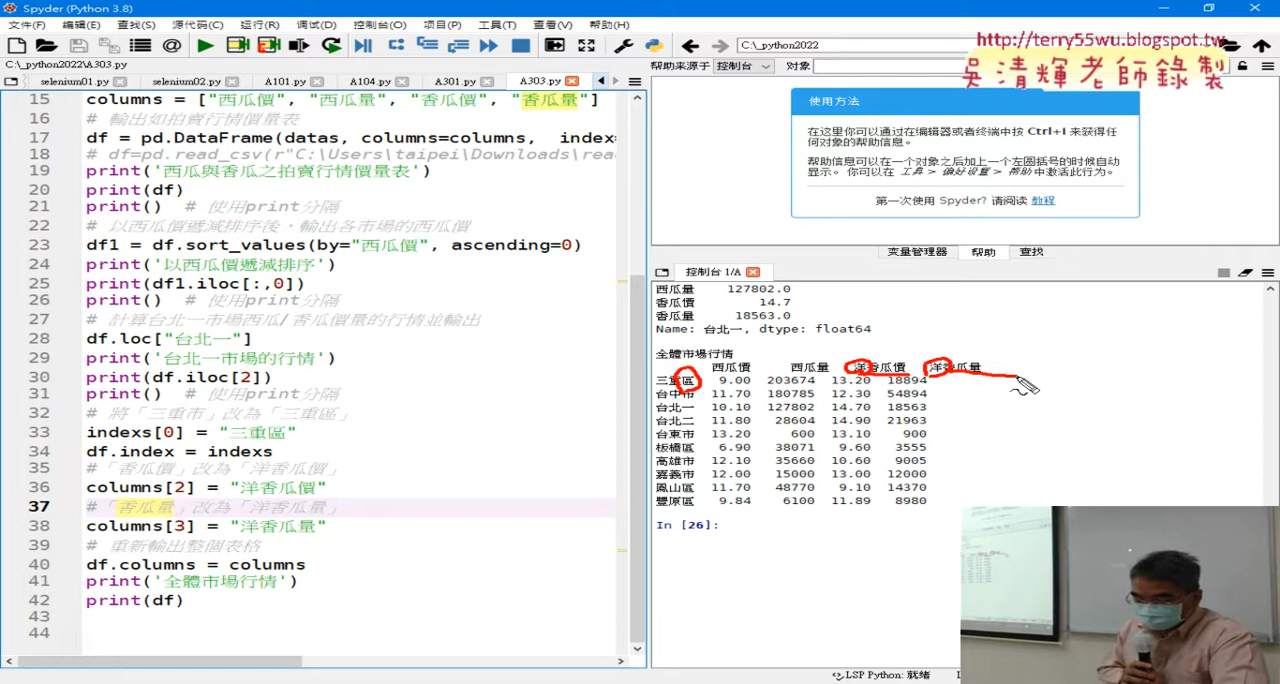 Spyder (Python 3.8)
文件(F) 编辑(E) 查找(S) 源代码(C) 运行(R) 调试(D) 控制台(O) 项目(P) 工具(T) 查看(V) 帮助(H)
C:\_python2022
http://terry55wu.blogspot.tw
吳清輝老師錄製
C:\_python2022\A303.py
selenium01.py selenium02.py A101.py A104.py A301.py A303.py
帮助来源于 控制台 对象
15 columns = ["西瓜價", "西瓜量", "香瓜價", "香瓜量"]
16 # 輸出如拍賣行情價量表
17 df = pd.DataFrame(datas, columns=columns, index=
18 # df=pd.read_csv(r"C:\Users\taipei\Downloads\rea
19 print('西瓜與香瓜之拍賣行情價量表')
20 print(df)
21 print() # 使用print分隔
22 # 以西瓜價遞減排序後,輸出各市場的西瓜價
23 df1 = df.sort_values(by="西瓜價", ascending=0)
24 print('以西瓜價遞減排序')
25 print(df1.iloc[:,0])
26 print() # 使用print分隔
27 # 計算台北一市場西瓜/香瓜價量的行情並輸出
28 df.loc["台北一"]
29 print('台北一市場的行情')
30 print(df.iloc[2])
31 print() # 使用print分隔
32 # 將「三重市」改為「三重區」
33 indexs[0] = "三重區"
34 df.index = indexs
35 #「香瓜價」改為「洋香瓜價」
36 columns[2] = "洋香瓜價"
37 #「香瓜量」改為「洋香瓜量」
38 columns[3] = "洋香瓜量"
39 # 重新輸出整個表格
40 df.columns = columns
41 print('全體市場行情')
42 print(df)
43
44
使用方法
在这里你可以通过在编辑器或者终端中按 Ctrl+I 来获得任
何对象的帮助信息。
帮助信息可以在一个对象之后加上一个左圆括号的时候自动
显示。 你可以在 工具 > 偏好设置 > 帮助 中激活此行为。
第一次使用 Spyder? 请阅读 教程
变量管理器 帮助 查找
控制台 1/A
西瓜量 127802.0
香瓜價 14.7
香瓜量 18563.0
Name: 台北一, dtype: float64
全體市場行情
西瓜價 西瓜量 洋香瓜價 洋香瓜量
三重區 9.00 203674 13.20 18894
台中市 11.70 180785 12.30 54894
台北一 10.10 127802 14.70 18563
台北二 11.80 28604 14.90 21963
台東市 13.20 600 13.10 900
板橋區 6.90 38071 9.60 3555
高雄市 12.10 35660 10.60 9005
嘉義市 12.00 15000 13.00 12000
鳳山區 11.70 48770 9.10 14370
豐原區 9.84 6100 11.89 8980
In [26]:
LSP Python: 就绪